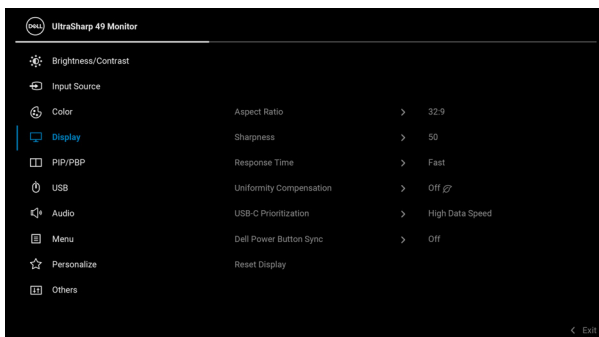 DELL UltraSharp 49 Monitor
Brightness/Contrast
Input Source
Color Aspect Ratio 32:9
Display Sharpness 50
PIP/PBP Response Time Fast
USB Uniformity Compensation Off
Audio USB-C Prioritization High Data Speed
Menu Dell Power Button Sync Off
Personalize Reset Display
Others
Exit